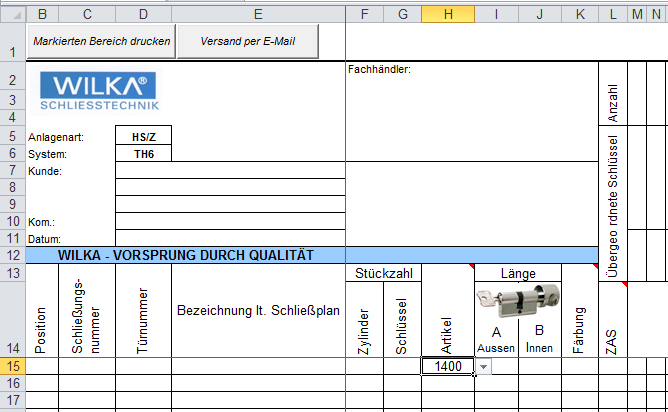 B C D E F G H I J K L M N
1 Markierten Bereich drucken Versand per E-Mail
2 WILKA® Fachhändler:
3 SCHLIESSTECHNIK Anzahl
4
5 Anlagenart: HS/Z
6 System: TH6
7 Kunde:
8
9 Übergeo rdnete Schlüssel
10 Kom.:
11 Datum:
12 WILKA - VORSPRUNG DURCH QUALITÄT
13 Stückzahl Länge
14 Position Schließungs-nummer Türnummer Bezeichnung lt. Schließplan Zylinder Schlüssel Artikel A Aussen B Innen Färbung ZAS
15 1400
16
17